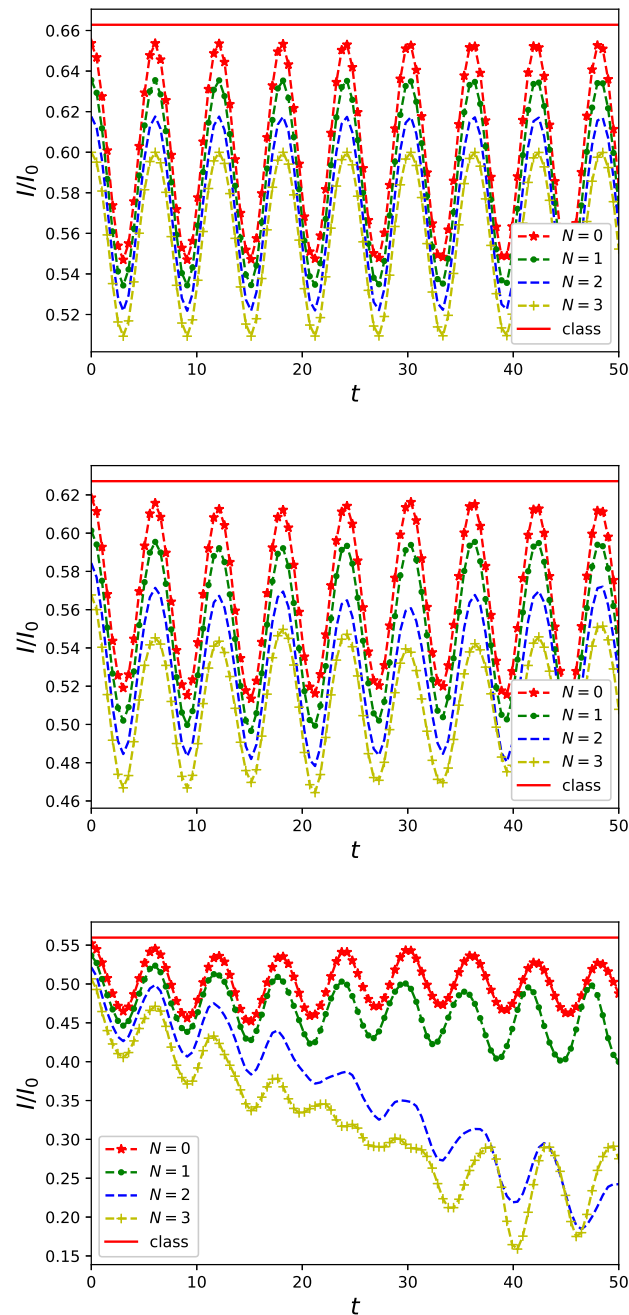 0.66
0.64
0.62
0.60
0.58
0.56
0.54
0.52
I/I₀
N = 0
N = 1
N = 2
N = 3
class
0 10 20 30 40 50
t
0.62
0.60
0.58
0.56
0.54
0.52
0.50
0.48
0.46
I/I₀
N = 0
N = 1
N = 2
N = 3
class
0 10 20 30 40 50
t
0.55
0.50
0.45
0.40
0.35
0.30
0.25
0.20
0.15
I/I₀
N = 0
N = 1
N = 2
N = 3
class
0 10 20 30 40 50
t